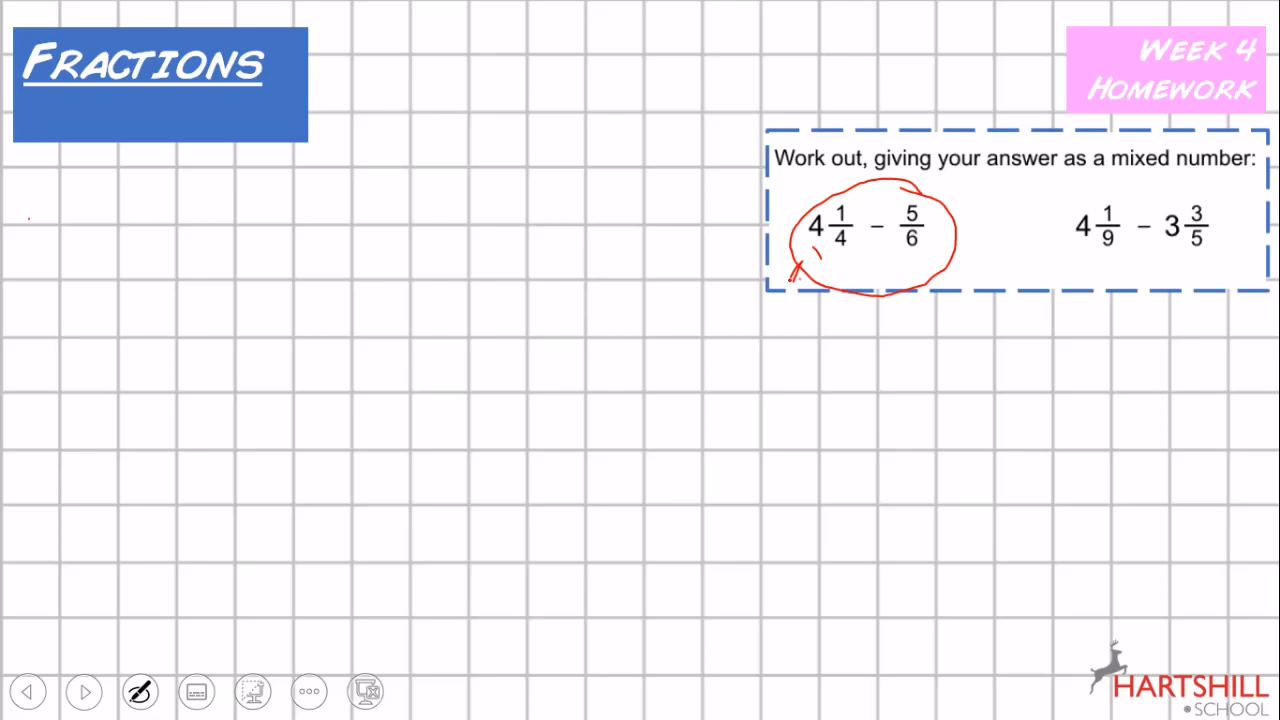 FRACTIONS
WEEK 4
HOMEWORK
Work out, giving your answer as a mixed number:
4 1/4 − 5/6
4 1/9 − 3 3/5
HARTSHILL
•SCHOOL